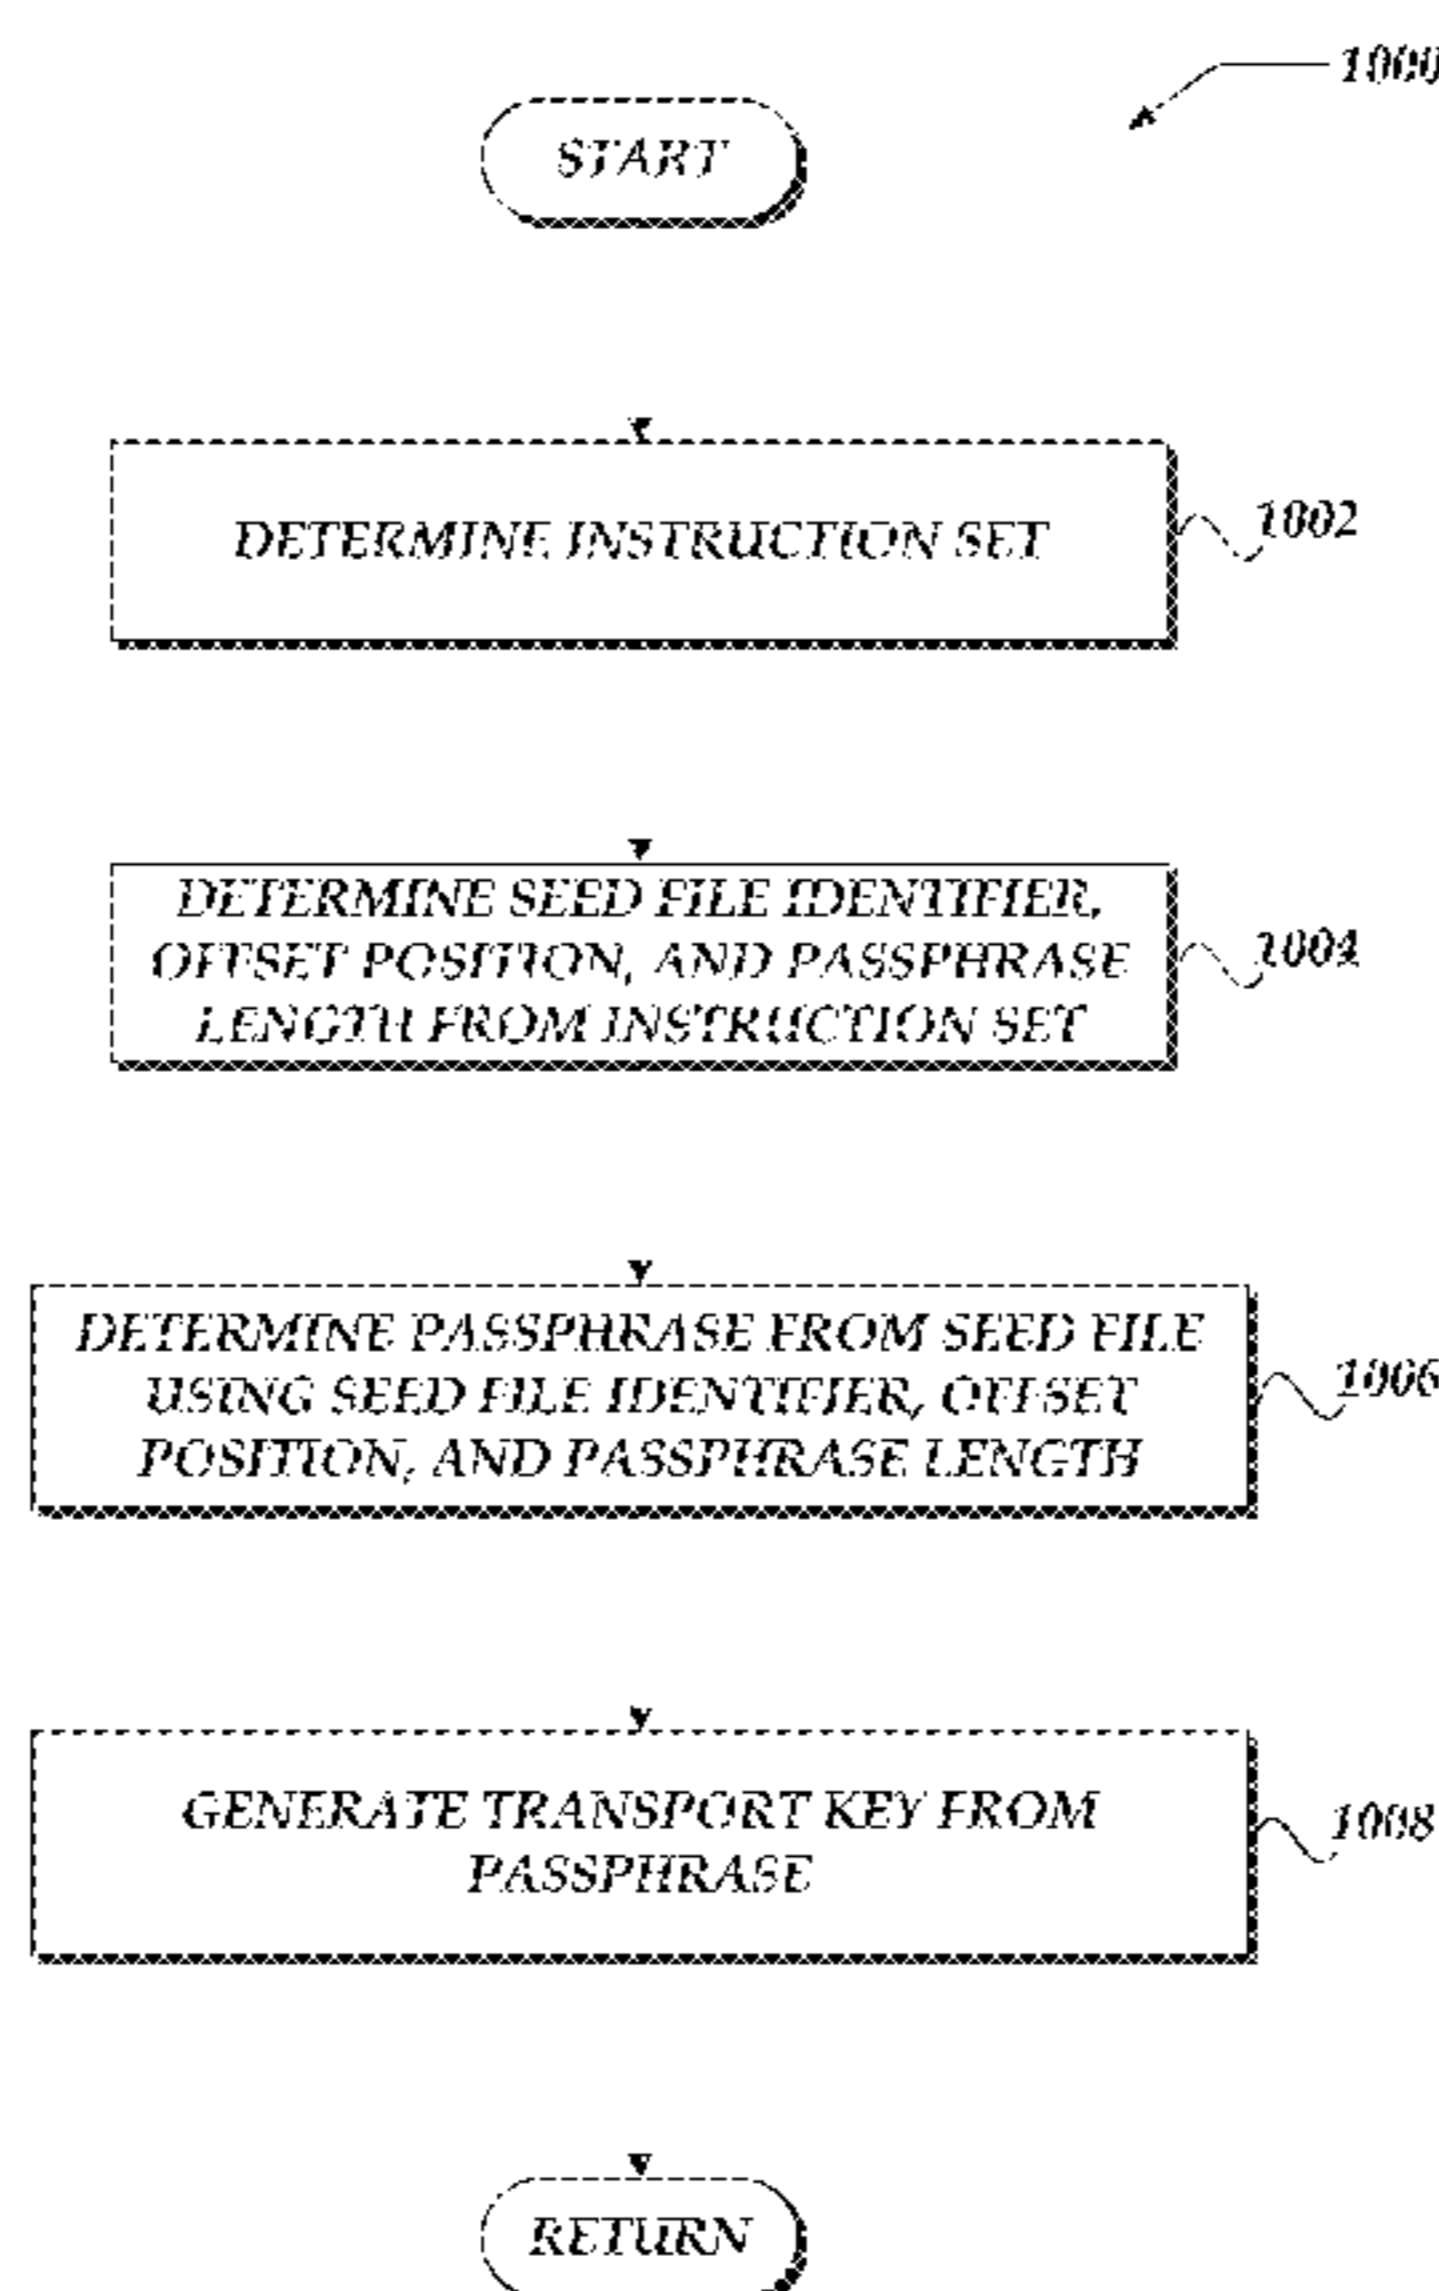 1000
START
DETERMINE INSTRUCTION SET
1002
DETERMINE SEED FILE IDENTIFIER,
OFFSET POSITION, AND PASSPHRASE
LENGTH FROM INSTRUCTION SET
1004
DETERMINE PASSPHRASE FROM SEED FILE
USING SEED FILE IDENTIFIER, OFFSET
POSITION, AND PASSPHRASE LENGTH
1006
GENERATE TRANSPORT KEY FROM
PASSPHRASE
1008
RETURN